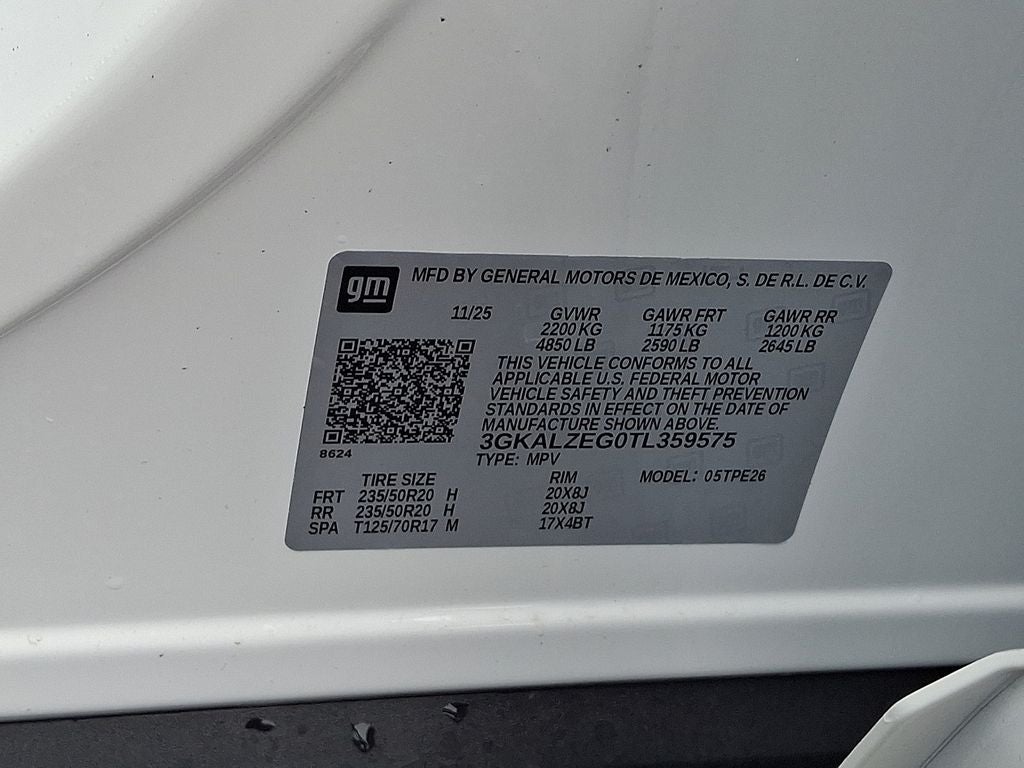 gm MFD BY GENERAL MOTORS DE MEXICO, S. DE R.L. DE C.V.
11/25 GVWR GAWR FRT GAWR RR
2200 KG 1175 KG 1200 KG
4850 LB 2590 LB 2645 LB
THIS VEHICLE CONFORMS TO ALL
APPLICABLE U.S. FEDERAL MOTOR
VEHICLE SAFETY AND THEFT PREVENTION
STANDARDS IN EFFECT ON THE DATE OF
MANUFACTURE SHOWN ABOVE.
3GKALZEG0TL359575
8624
TYPE: MPV
TIRE SIZE RIM MODEL: 05TPE26
FRT 235/50R20 H 20X8J
RR 235/50R20 H 20X8J
SPA T125/70R17 M 17X4BT